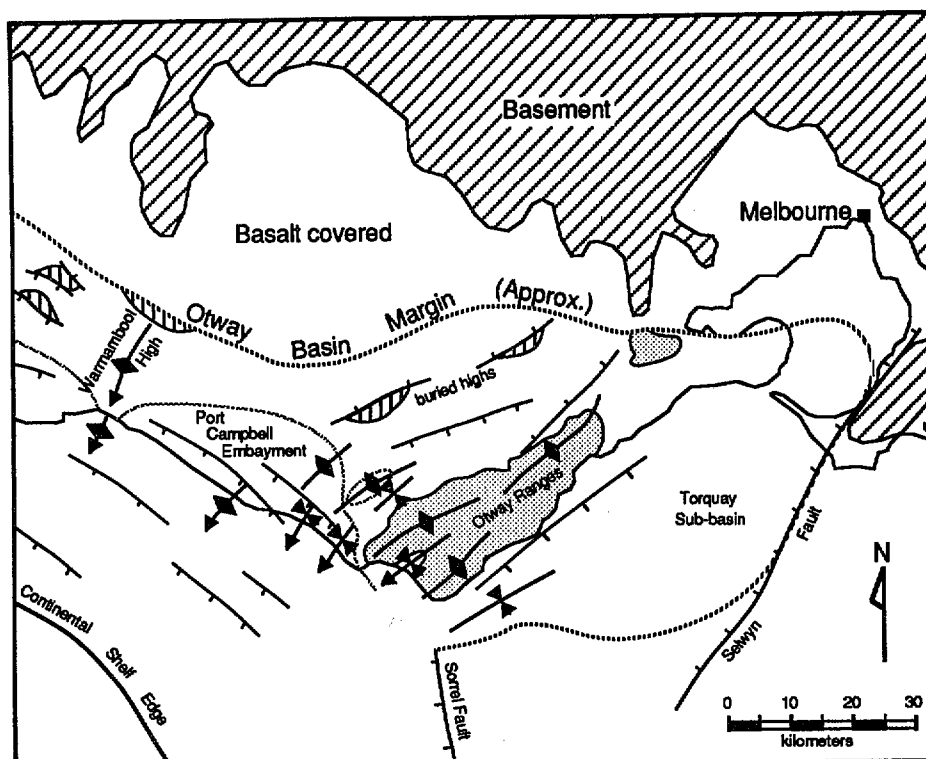 Basement
Melbourne
Basalt covered
Otway Basin Margin (Approx.)
Warrnambool
High
buried highs
Port
Campbell
Embayment
Otway Ranges
Torquay
Sub-basin
Fault
Selwyn
N
Continental Shelf Edge
Sorrel Fault
0 10 20 30
kilometers